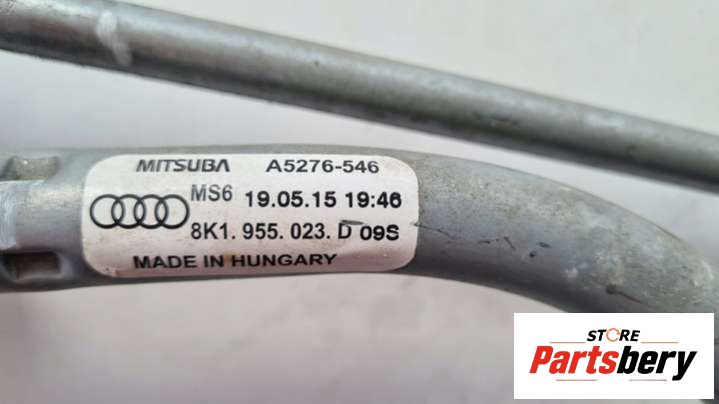 MITSUBA A5276-546
MS6 19.05.15 19:46
8K1. 955. 023. D 09S
MADE IN HUNGARY
STORE
Partsbery